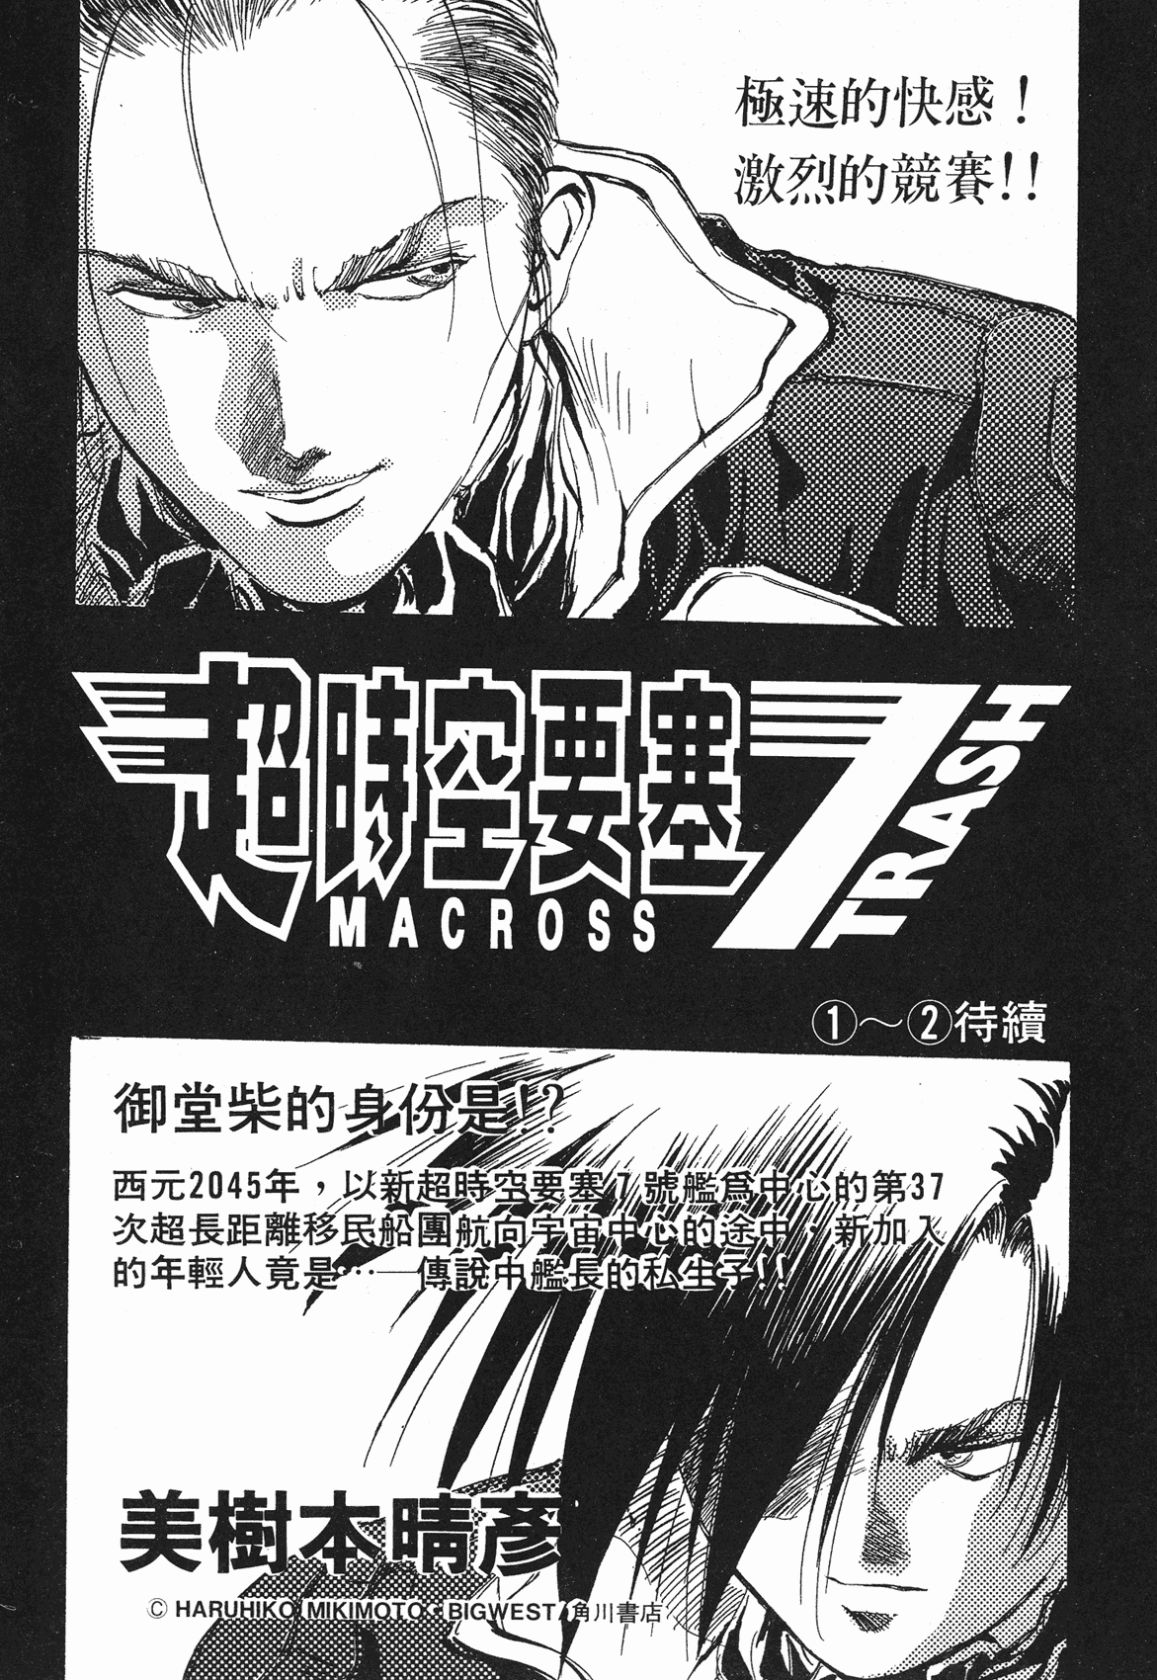 極速的快感！
激烈的競賽!!
超時空要塞7
TRASH
MACROSS
①～②待續
御堂柴的身份是!?
西元2045年，以新超時空要塞7號艦爲中心的第37
次超長距離移民船團航向宇宙中心的途中，新加入
的年輕人竟是⋯⋯──傳說中艦長的私生子!!
美樹本晴彥
© HARUHIKO MIKIMOTO・BIGWEST/角川書店